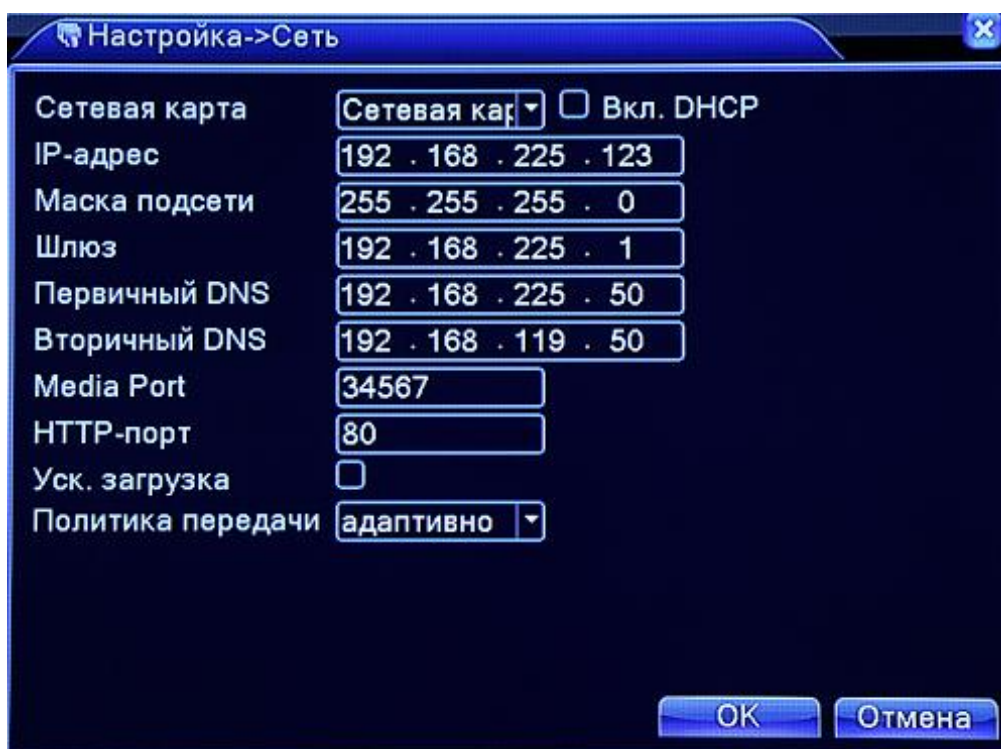 Настройка->Сеть
Сетевая карта Сетевая кар Вкл. DHCP
IP-адрес 192 . 168 . 225 . 123
Маска подсети 255 . 255 . 255 . 0
Шлюз 192 . 168 . 225 . 1
Первичный DNS 192 . 168 . 225 . 50
Вторичный DNS 192 . 168 . 119 . 50
Media Port 34567
HTTP-порт 80
Уск. загрузка
Политика передачи адаптивно
OK Отмена